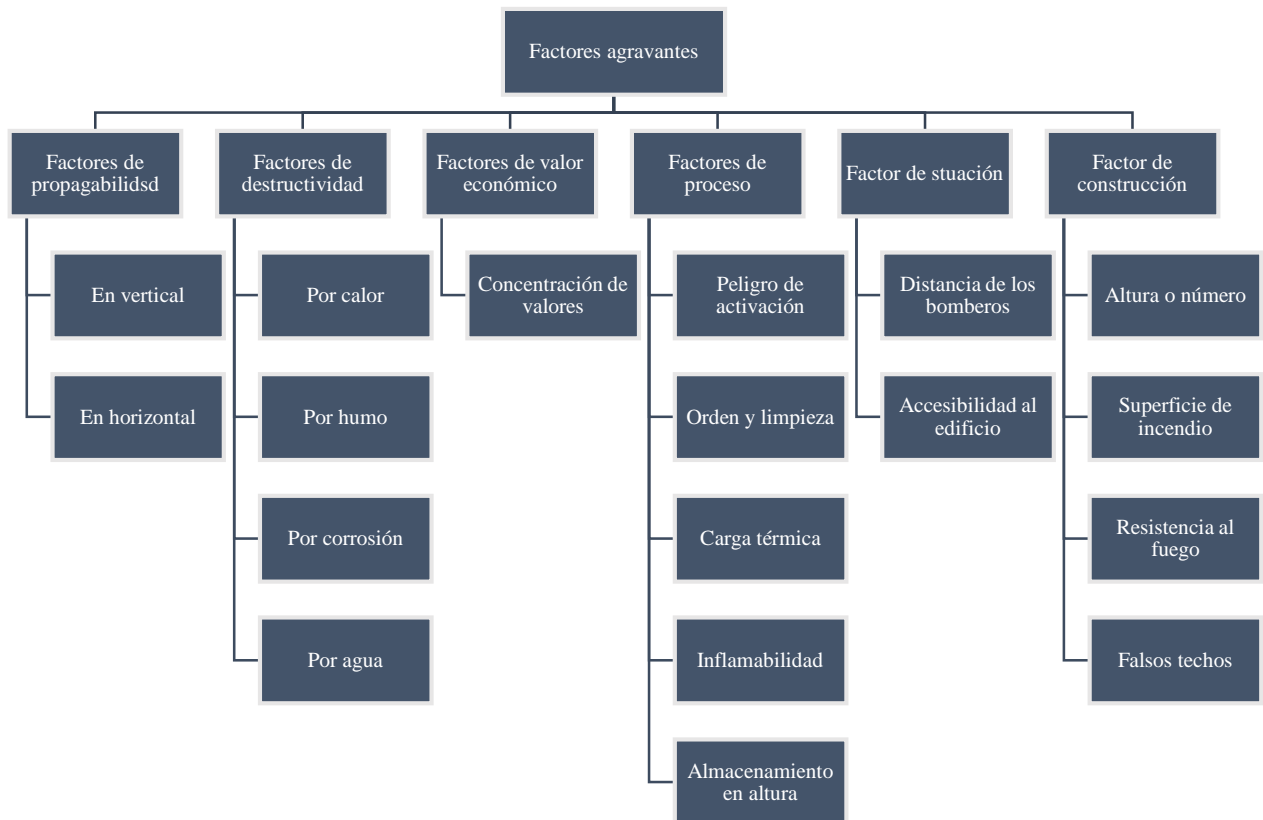 Factores agravantes
Factores de
propagabilidsd
Factores de
destructividad
Factores de valor
económico
Factores de
proceso
Factor de stuación
Factor de
construcción
En vertical
En horizontal
Por calor
Por humo
Por corrosión
Por agua
Concentración de
valores
Peligro de
activación
Orden y limpieza
Carga térmica
Inflamabilidad
Almacenamiento
en altura
Distancia de los
bomberos
Accesibilidad al
edificio
Altura o número
Superficie de
incendio
Resistencia al
fuego
Falsos techos